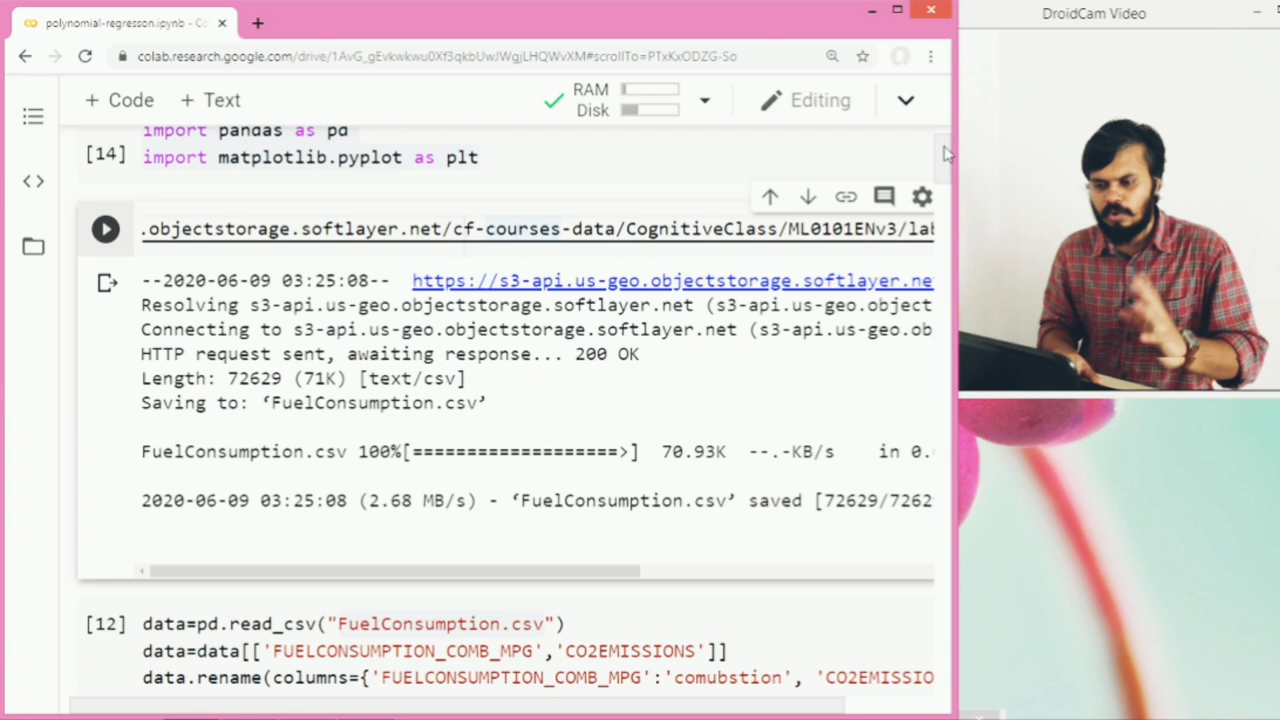 polynomial-regresson.ipynb - Co
colab.research.google.com/drive/1AvG_gEvkwkwu0Xf3qkbUwJWgjLHQWvXM#scrollTo=PTxKxODZG-So
DroidCam Video
+ Code + Text
RAM
Disk
Editing
import pandas as pd
[14] import matplotlib.pyplot as plt
.objectstorage.softlayer.net/cf-courses-data/CognitiveClass/ML0101ENv3/lab
--2020-06-09 03:25:08-- https://s3-api.us-geo.objectstorage.softlayer.ne
Resolving s3-api.us-geo.objectstorage.softlayer.net (s3-api.us-geo.object
Connecting to s3-api.us-geo.objectstorage.softlayer.net (s3-api.us-geo.ob
HTTP request sent, awaiting response... 200 OK
Length: 72629 (71K) [text/csv]
Saving to: ‘FuelConsumption.csv’
FuelConsumption.csv 100%[===================>] 70.93K --.-KB/s in 0.
2020-06-09 03:25:08 (2.68 MB/s) - ‘FuelConsumption.csv’ saved [72629/7262
[12] data=pd.read_csv("FuelConsumption.csv")
data=data[['FUELCONSUMPTION_COMB_MPG','CO2EMISSIONS']]
data.rename(columns={'FUELCONSUMPTION_COMB_MPG':'comubstion', 'CO2EMISSIO